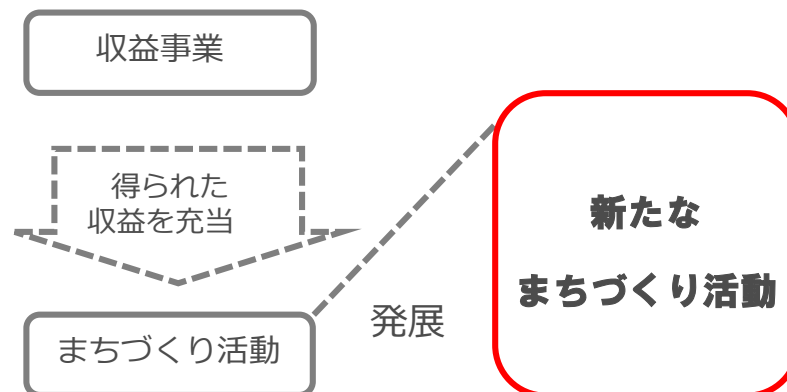 収益事業
得られた
収益を充当
まちづくり活動
発展
新たな
まちづくり活動